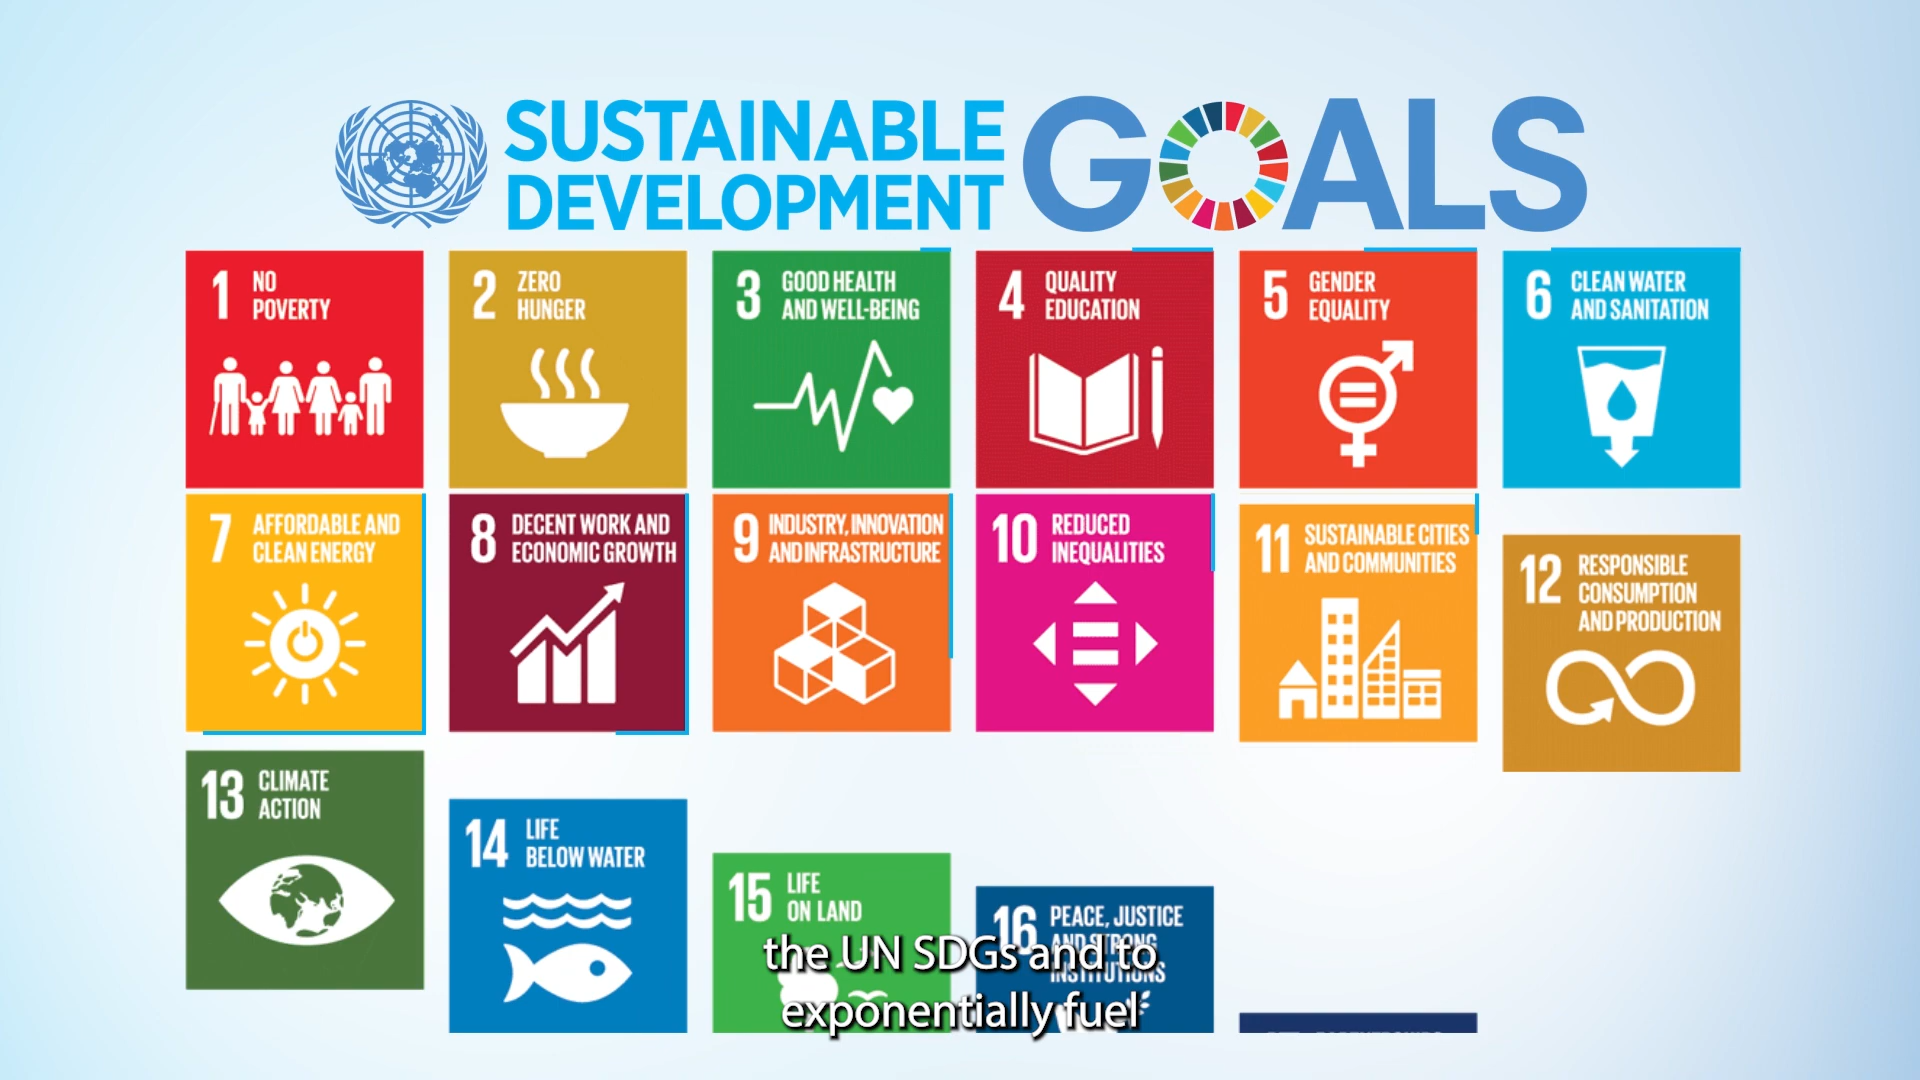 SUSTAINABLE
DEVELOPMENT
GOALS
1 NO
POVERTY
2 ZERO
HUNGER
3 GOOD HEALTH
AND WELL-BEING
4 QUALITY
EDUCATION
5 GENDER
EQUALITY
6 CLEAN WATER
AND SANITATION
7 AFFORDABLE AND
CLEAN ENERGY
8 DECENT WORK AND
ECONOMIC GROWTH
9 INDUSTRY, INNOVATION
AND INFRASTRUCTURE
10 REDUCED
INEQUALITIES
11 SUSTAINABLE CITIES
AND COMMUNITIES
12 RESPONSIBLE
CONSUMPTION
AND PRODUCTION
13 CLIMATE
ACTION
14 LIFE
BELOW WATER
15 LIFE
ON LAND
16 PEACE, JUSTICE
AND STRONG
INSTITUTIONS
the UN SDGs and to
exponentially fuel